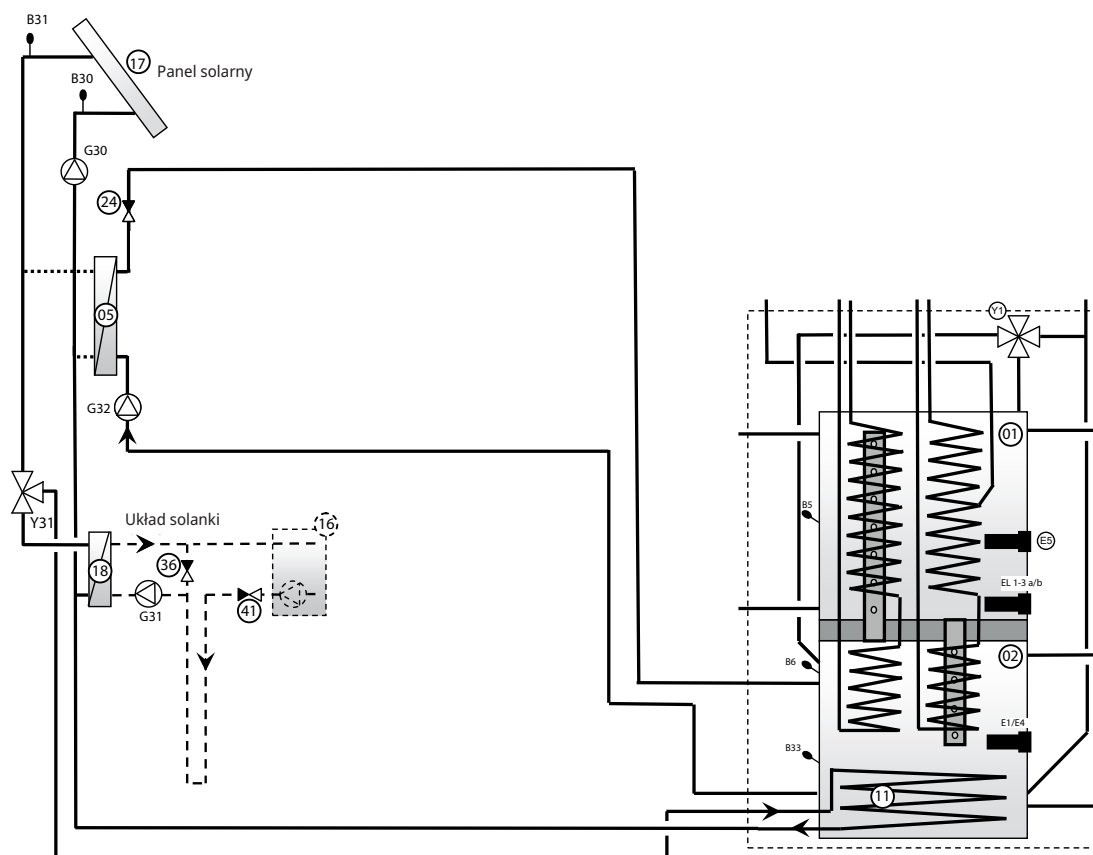 B31
17
Panel solarny
B30
G30
24
05
G32
Y1
01
Y31
Układ solanki
16
B5
E5
36
18
EL 1-3 a/b
G31
41
B6
02
E1/E4
B33
11